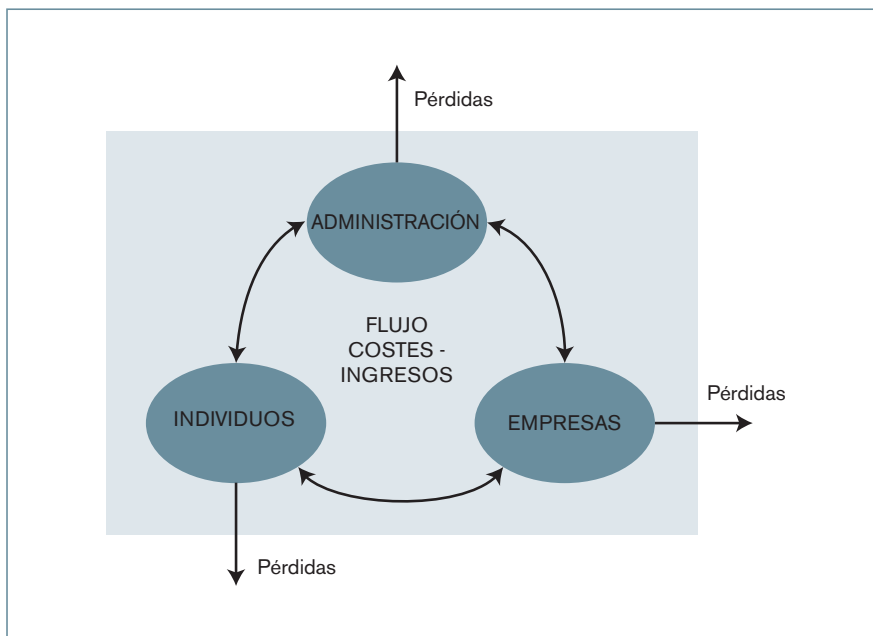 Pérdidas
ADMINISTRACIÓN
FLUJO
COSTES -
INGRESOS
Pérdidas
INDIVIDUOS
EMPRESAS
Pérdidas